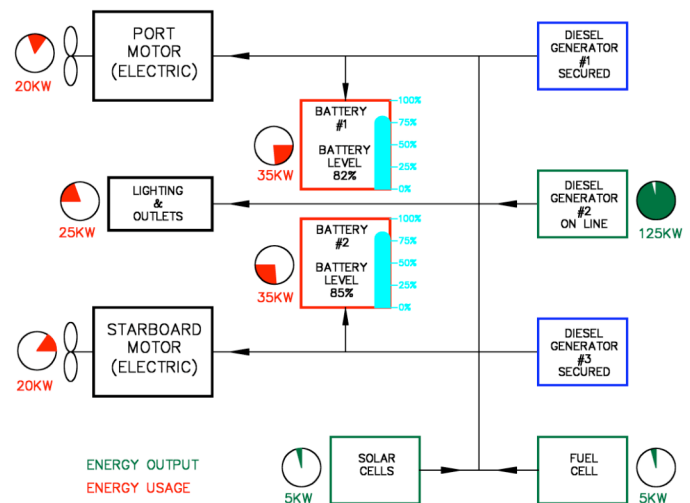 PORT
MOTOR
(ELECTRIC)
20KW
DIESEL
GENERATOR
#1
SECURED
BATTERY
#1
BATTERY
LEVEL
82%
100%
75%
50%
25%
0%
35KW
LIGHTING
&
OUTLETS
25KW
DIESEL
GENERATOR
#2
ON LINE
125KW
BATTERY
#2
BATTERY
LEVEL
85%
100%
75%
50%
25%
0%
35KW
STARBOARD
MOTOR
(ELECTRIC)
20KW
DIESEL
GENERATOR
#3
SECURED
SOLAR
CELLS
5KW
FUEL
CELL
5KW
ENERGY OUTPUT
ENERGY USAGE